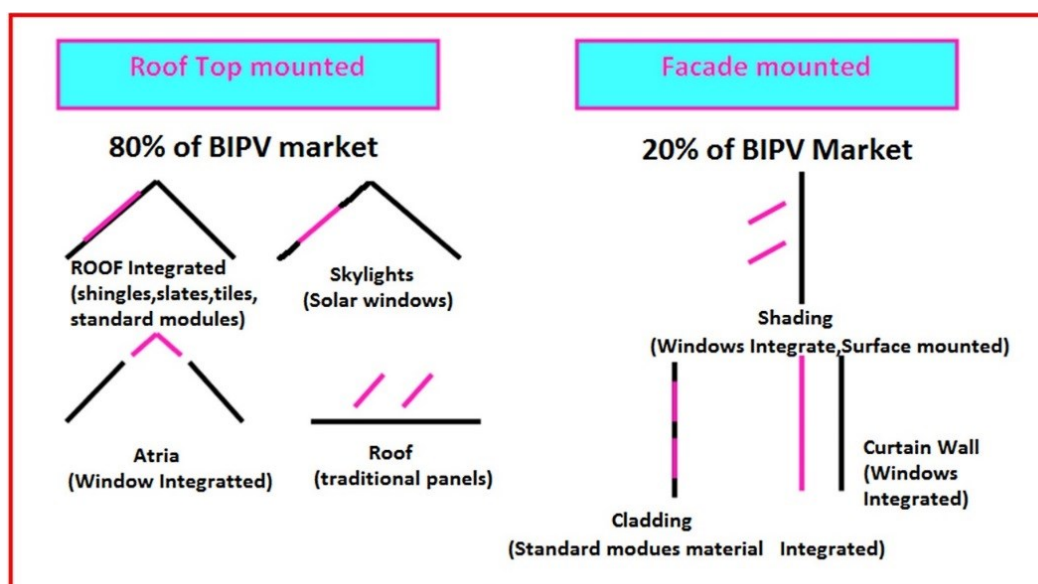 Roof Top mounted
80% of BIPV market
ROOF Integrated
(shingles,slates,tiles,
standard modules)
Skylights
(Solar windows)
Atria
(Window Integratted)
Roof
(traditional panels)
Facade mounted
20% of BIPV Market
Shading
(Windows Integrate,Surface mounted)
Cladding
(Standard modues material Integrated)
Curtain Wall
(Windows
Integrated)